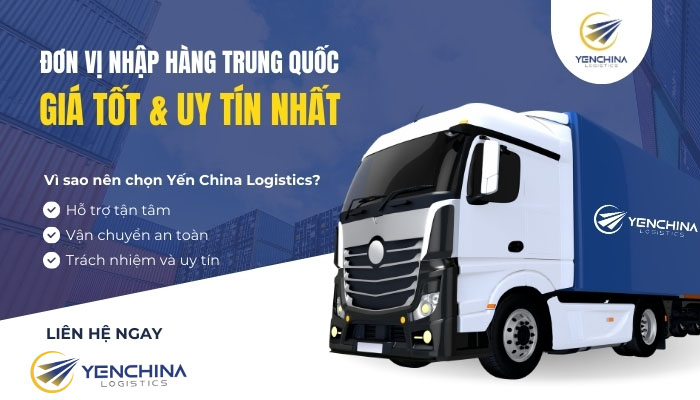 YENCHINA
LOGISTICS
ĐƠN VỊ NHẬP HÀNG TRUNG QUỐC
GIÁ TỐT & UY TÍN NHẤT
Vì sao nên chọn Yến China Logistics?
Hỗ trợ tận tâm
Vận chuyển an toàn
Trách nhiệm và uy tín
YENCHINA
LOGISTICS
LIÊN HỆ NGAY
YENCHINA
LOGISTICS